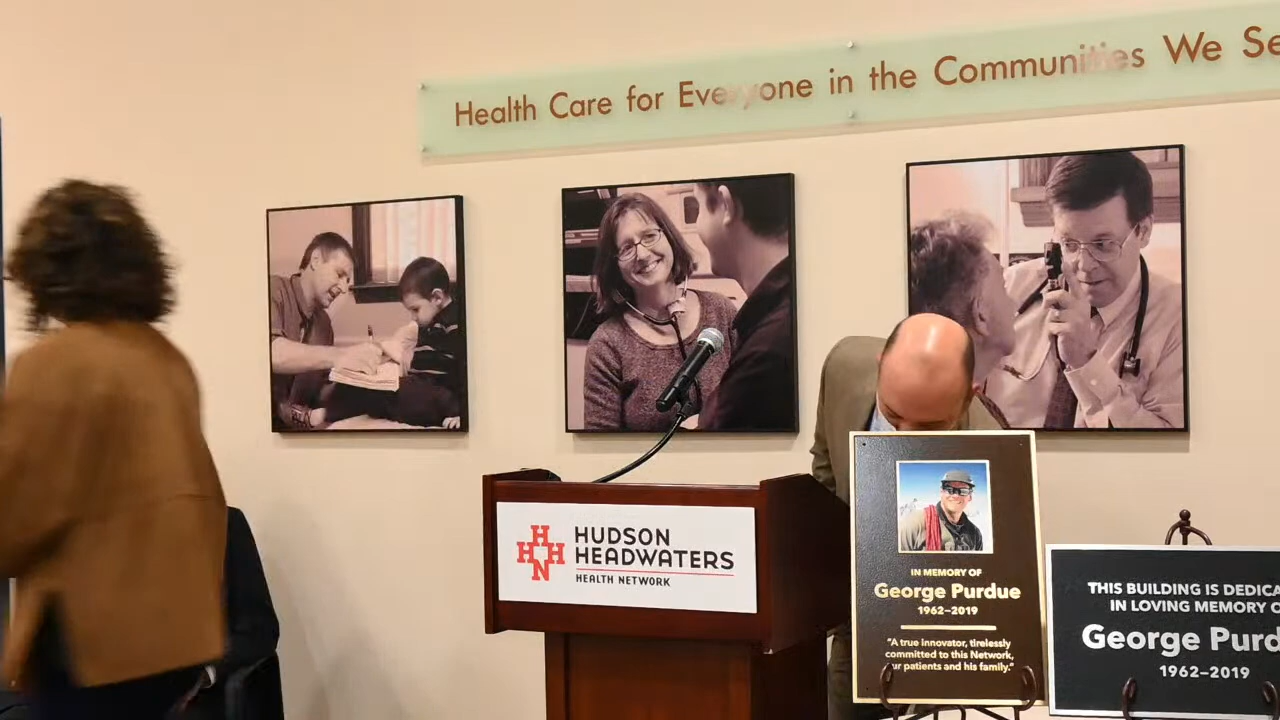 Health Care for Everyone in the Communities We Se
HUDSON
HEADWATERS
HEALTH NETWORK
IN MEMORY OF
George Purdue
1962–2019
"A true innovator, tirelessly
committed to this Network,
ur patients and his family."
THIS BUILDING IS DEDICA
IN LOVING MEMORY O
George Purd
1962–2019